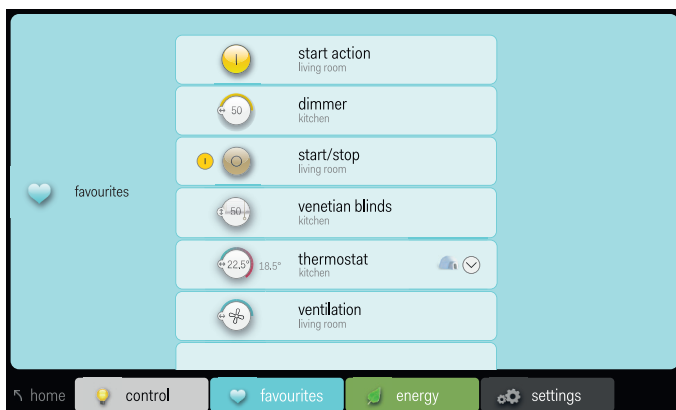 I
start action
living room
50
dimmer
kitchen
I
O
start/stop
living room
favourites
50
venetian blinds
kitchen
22,5°
18,5°
thermostat
kitchen
ventilation
living room
home
control
favourites
energy
settings